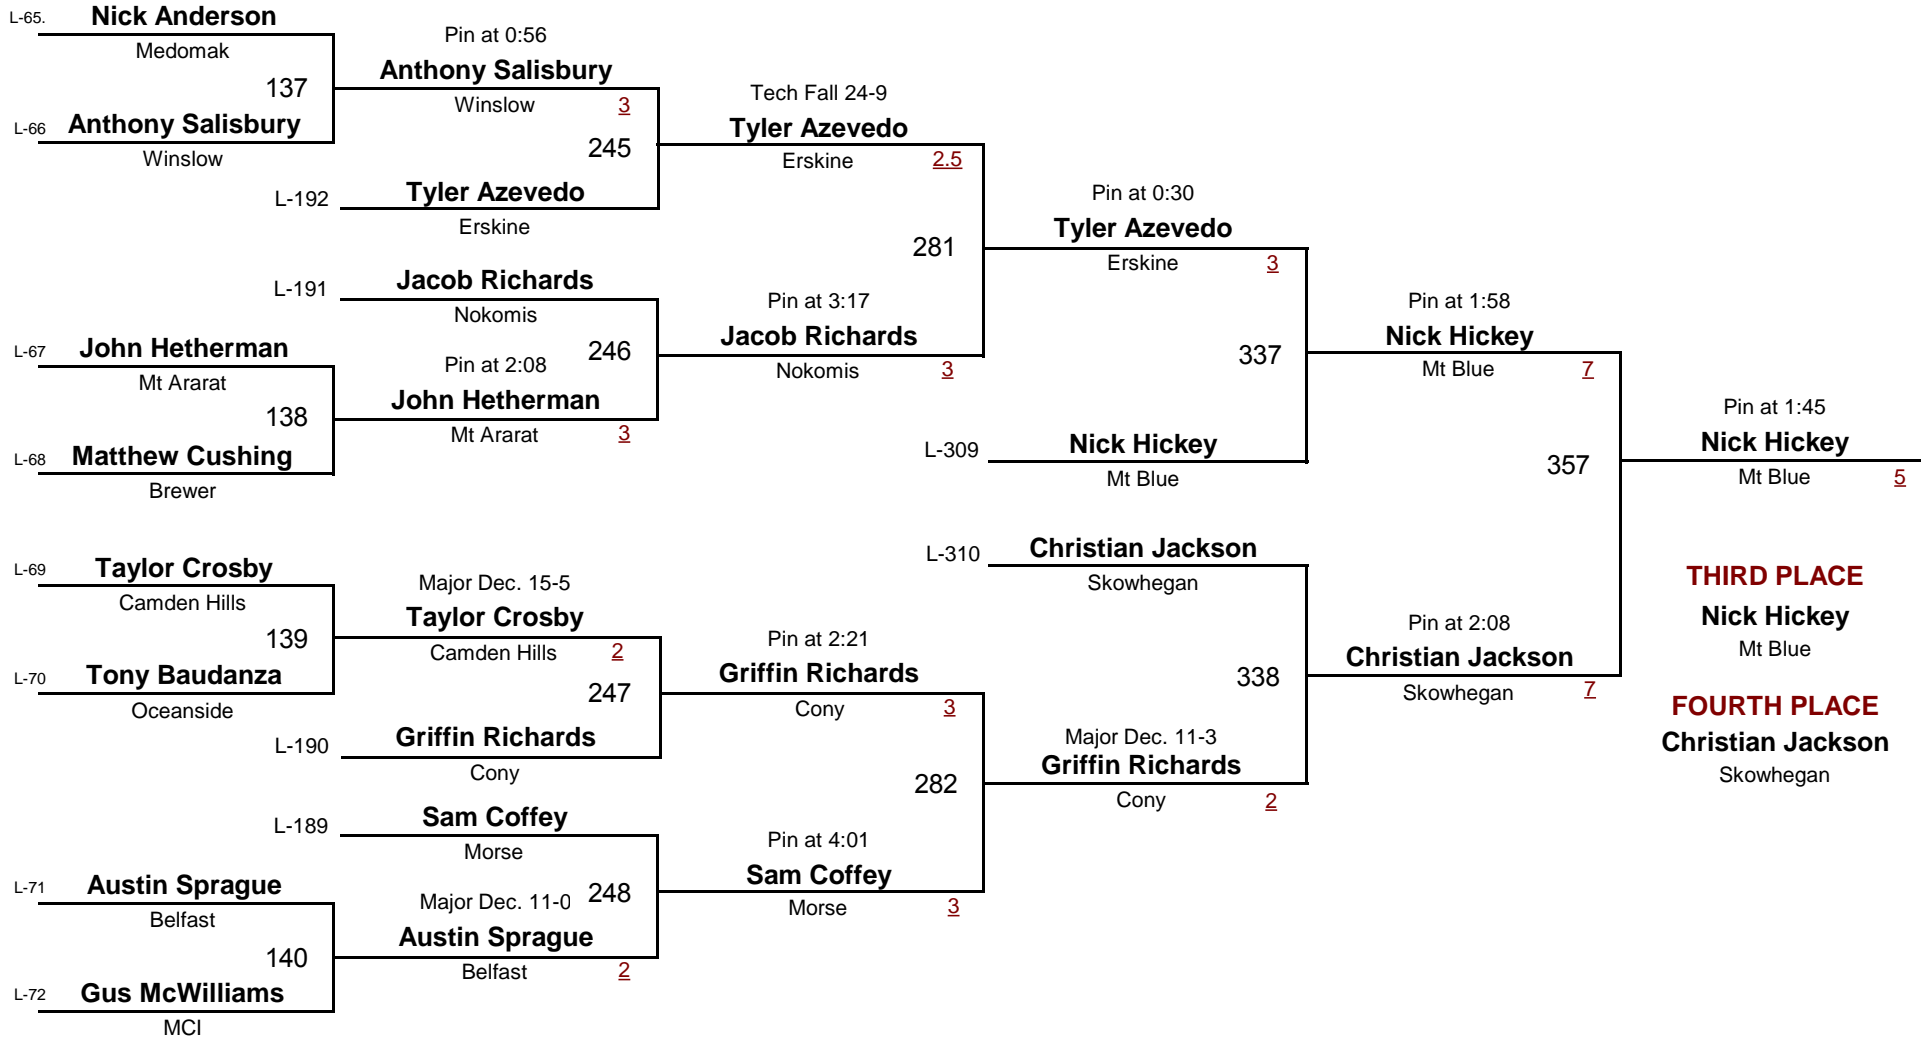 L-65.
Nick Anderson
Medomak
137
L-66
Anthony Salisbury
Winslow
Pin at 0:56
Anthony Salisbury
Winslow
3
245
L-192
Tyler Azevedo
Erskine
Tech Fall 24-9
Tyler Azevedo
Erskine
2.5
L-191
Jacob Richards
Nokomis
246
L-67
John Hetherman
Mt Ararat
138
L-68
Matthew Cushing
Brewer
Pin at 2:08
John Hetherman
Mt Ararat
3
Pin at 3:17
Jacob Richards
Nokomis
3
281
Pin at 0:30
Tyler Azevedo
Erskine
3
337
L-309
Nick Hickey
Mt Blue
Pin at 1:58
Nick Hickey
Mt Blue
7
357
Pin at 1:45
Nick Hickey
Mt Blue
5
L-69
Taylor Crosby
Camden Hills
139
L-70
Tony Baudanza
Oceanside
Major Dec. 15-5
Taylor Crosby
Camden Hills
2
247
L-190
Griffin Richards
Cony
Pin at 2:21
Griffin Richards
Cony
3
L-189
Sam Coffey
Morse
248
L-71
Austin Sprague
Belfast
140
L-72
Gus McWilliams
MCI
Major Dec. 11-0
Austin Sprague
Belfast
2
Pin at 4:01
Sam Coffey
Morse
3
282
L-310
Christian Jackson
Skowhegan
338
Major Dec. 11-3
Griffin Richards
Cony
2
Pin at 2:08
Christian Jackson
Skowhegan
7
THIRD PLACE
Nick Hickey
Mt Blue
FOURTH PLACE
Christian Jackson
Skowhegan